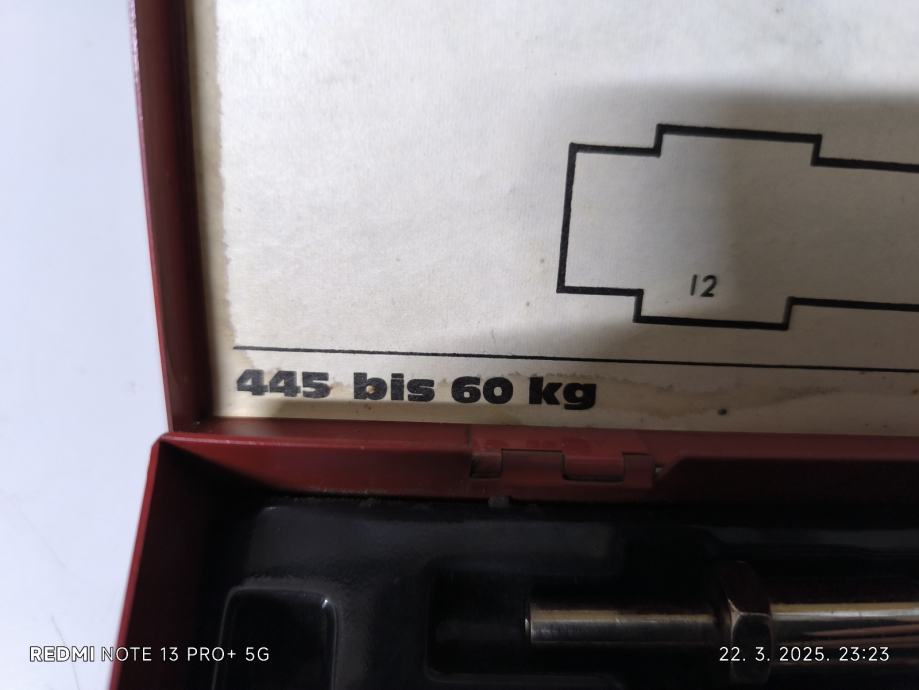 12
445 bis 60 kg
REDMI NOTE 13 PRO+ 5G
22. 3. 2025. 23:23